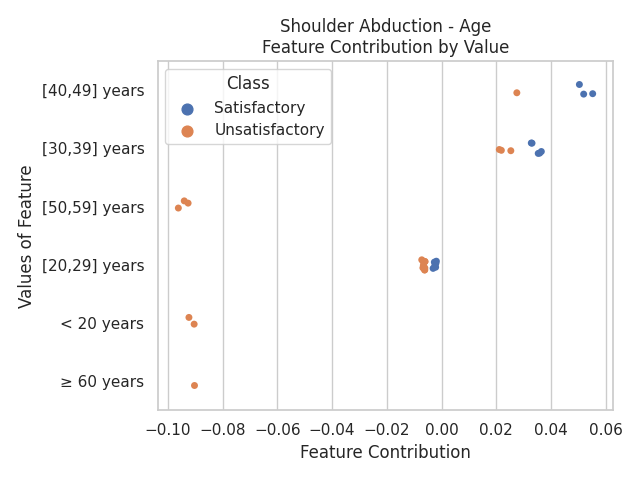 Shoulder Abduction - Age
Feature Contribution by Value
Class
Satisfactory
Unsatisfactory
Values of Feature
[40,49] years
[30,39] years
[50,59] years
[20,29] years
< 20 years
≥ 60 years
−0.10 −0.08 −0.06 −0.04 −0.02 0.00 0.02 0.04 0.06
Feature Contribution